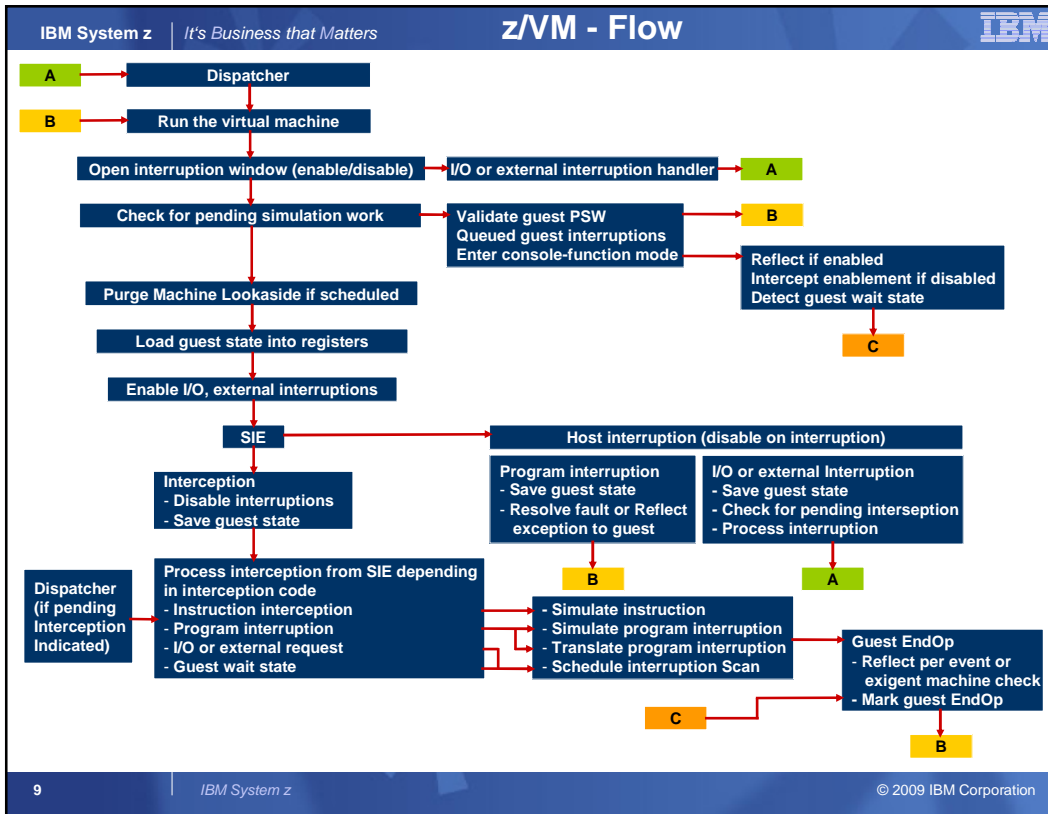 IBM System z
It's Business that Matters
z/VM - Flow
IBM
A
Dispatcher
B
Run the virtual machine
Open interruption window (enable/disable)
I/O or external interruption handler
A
Check for pending simulation work
Validate guest PSW
Queued guest interruptions
Enter console-function mode
B
Reflect if enabled
Intercept enablement if disabled
Detect guest wait state
C
Purge Machine Lookaside if scheduled
Load guest state into registers
Enable I/O, external interruptions
SIE
Host interruption (disable on interruption)
Interception
- Disable interruptions
- Save guest state
Program interruption
- Save guest state
- Resolve fault or Reflect
exception to guest
I/O or external Interruption
- Save guest state
- Check for pending interseption
- Process interruption
B
A
Dispatcher
(if pending
Interception
Indicated)
Process interception from SIE depending
in interception code
- Instruction interception
- Program interruption
- I/O or external request
- Guest wait state
- Simulate instruction
- Simulate program interruption
- Translate program interruption
- Schedule interruption Scan
Guest EndOp
- Reflect per event or
exigent machine check
- Mark guest EndOp
C
B
9
IBM System z
© 2009 IBM Corporation